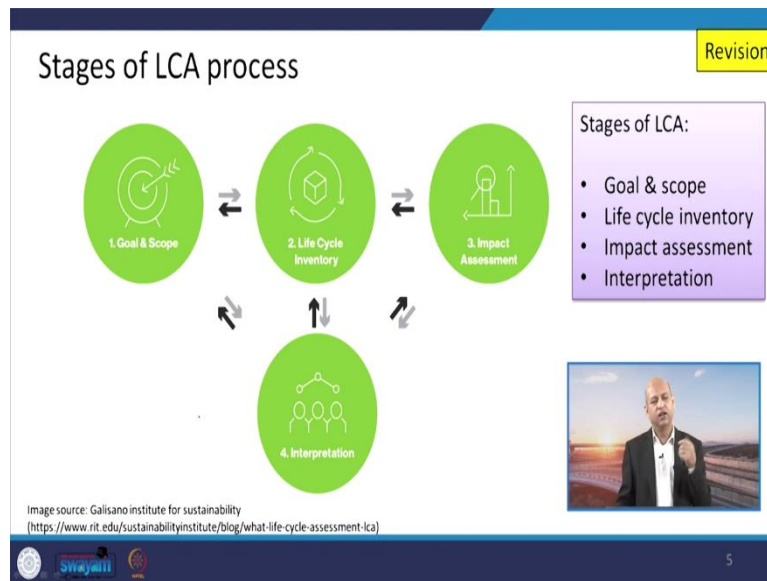 Revision
Stages of LCA process
Stages of LCA:
• Goal & scope
• Life cycle inventory
• Impact assessment
• Interpretation
1. Goal & Scope
2. Life Cycle
Inventory
3. Impact
Assessment
4. Interpretation
Image source: Galisano institute for sustainability
(https://www.rit.edu/sustainabilityinstitute/blog/what-life-cycle-assessment-lca)
swayam
5